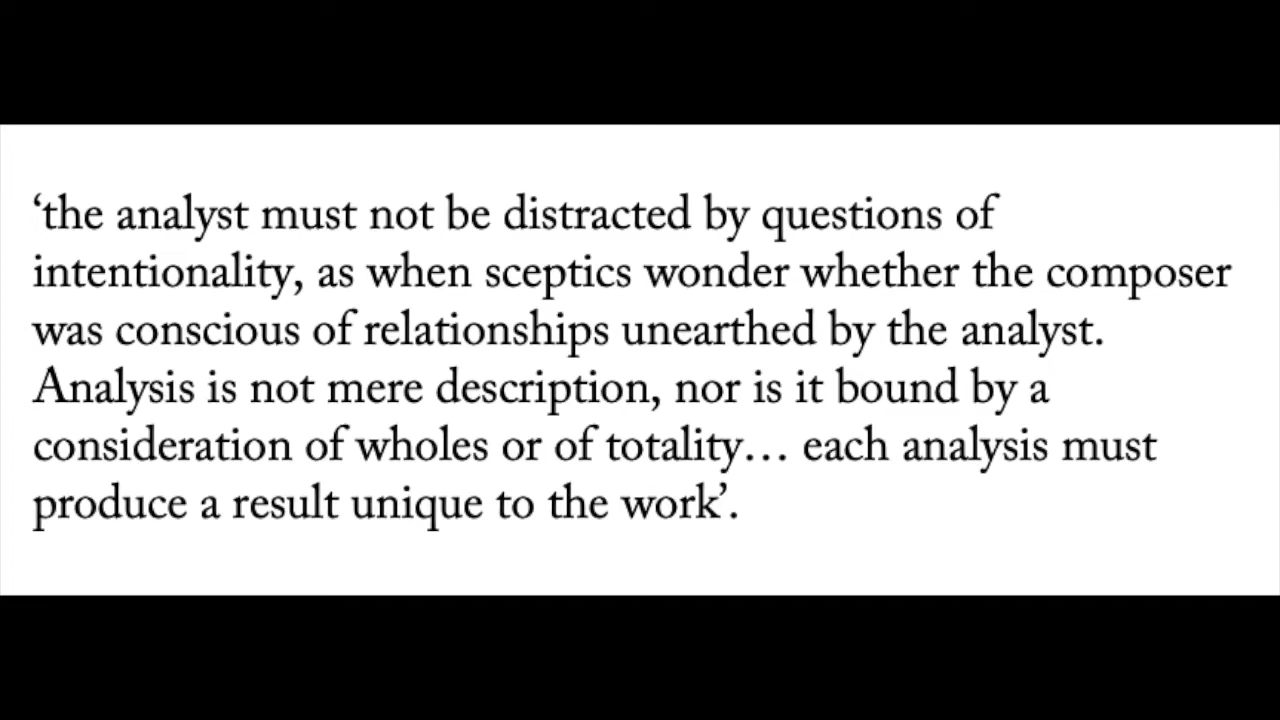 ‘the analyst must not be distracted by questions of
intentionality, as when sceptics wonder whether the composer
was conscious of relationships unearthed by the analyst.
Analysis is not mere description, nor is it bound by a
consideration of wholes or of totality… each analysis must
produce a result unique to the work’.